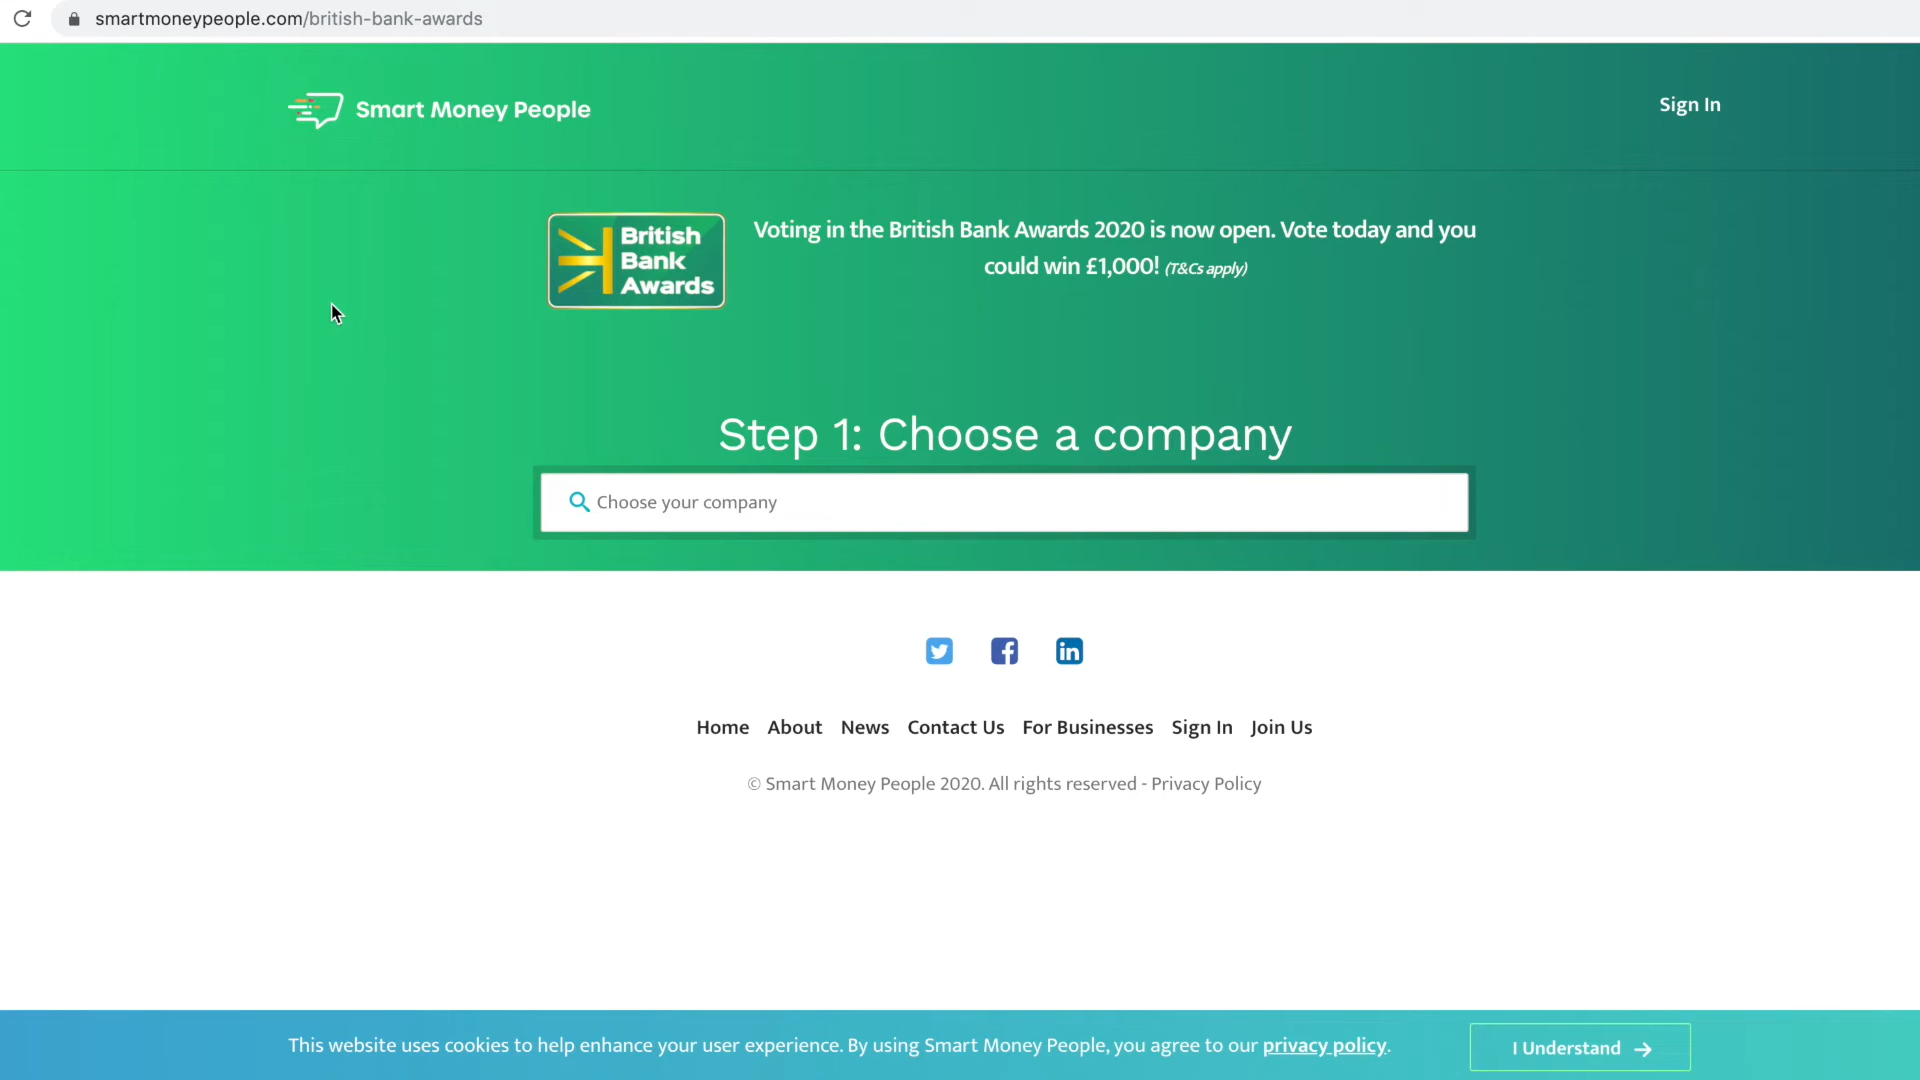 smartmoneypeople.com/british-bank-awards
Smart Money People
Sign In
British
Bank
Awards
Voting in the British Bank Awards 2020 is now open. Vote today and you
could win £1,000! (T&Cs apply)
Step 1: Choose a company
Choose your company
Home About News Contact Us For Businesses Sign In Join Us
© Smart Money People 2020. All rights reserved - Privacy Policy
This website uses cookies to help enhance your user experience. By using Smart Money People, you agree to our privacy policy.
I Understand